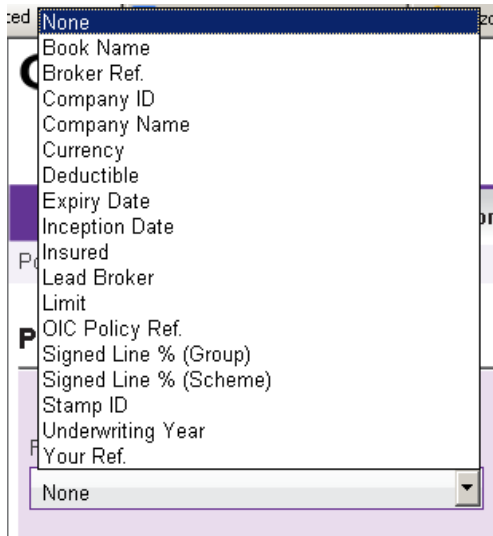 None
Book Name
Broker Ref.
Company ID
Company Name
Currency
Deductible
Expiry Date
Inception Date
Insured
Lead Broker
Limit
OIC Policy Ref.
Signed Line % (Group)
Signed Line % (Scheme)
Stamp ID
Underwriting Year
Your Ref.
None